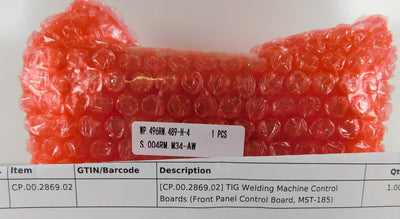 WP.496RM.489-H-4 1 PCS
S 004RM M34-AW
Item GTIN/Barcode Description Quantity
CP.00.2869.02 [CP.00.2869.02] TIG Welding Machine Control 1.00
Boards (Front Panel Control Board, MST-185)